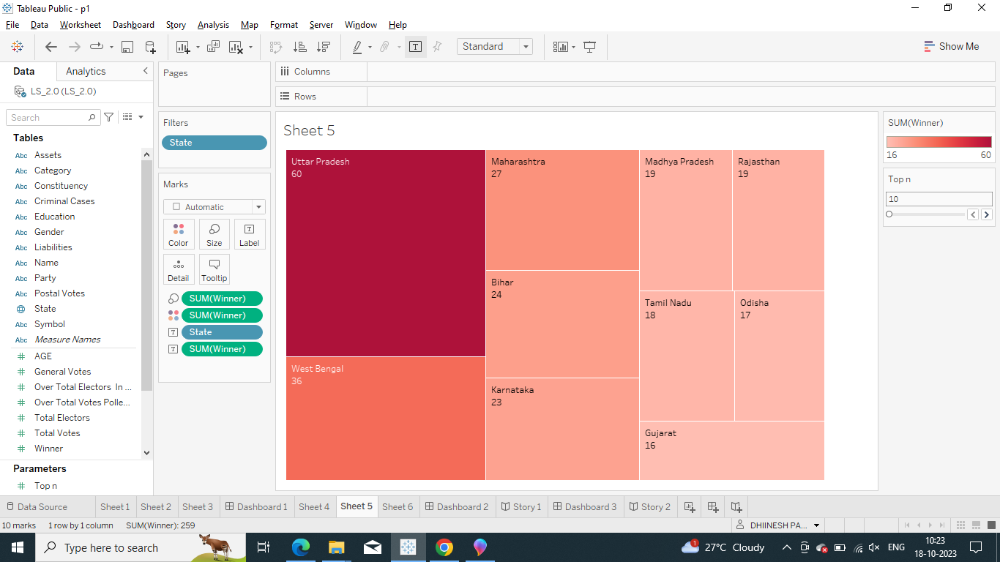 Tableau Public - p1
File Data Worksheet Dashboard Story Analysis Map Format Server Window Help
Standard
Show Me
Data Analytics
LS_2.0 (LS_2.0)
Search
Tables
Abc Assets
Abc Category
Abc Constituency
Abc Criminal Cases
Abc Education
Abc Gender
Abc Liabilities
Abc Name
Abc Party
Abc Postal Votes
State
Abc Symbol
Abc Measure Names
# AGE
# General Votes
# Over Total Electors In ...
# Over Total Votes Polle...
# Total Electors
# Total Votes
# Winner
Parameters
# Top n
Pages
Filters
State
Marks
Automatic
Color Size Label
Detail Tooltip
SUM(Winner)
SUM(Winner)
State
SUM(Winner)
Columns
Rows
Sheet 5
Uttar Pradesh
60
West Bengal
36
Maharashtra
27
Bihar
24
Karnataka
23
Madhya Pradesh
19
Rajasthan
19
Tamil Nadu
18
Odisha
17
Gujarat
16
SUM(Winner)
16 60
Top n
10
Data Source Sheet 1 Sheet 2 Sheet 3 Dashboard 1 Sheet 4 Sheet 5 Sheet 6 Dashboard 2 Story 1 Dashboard 3 Story 2
10 marks 1 row by 1 column SUM(Winner): 259 DHIINESH PA...
Type here to search 1 27°C Cloudy ENG 10:23
18-10-2023